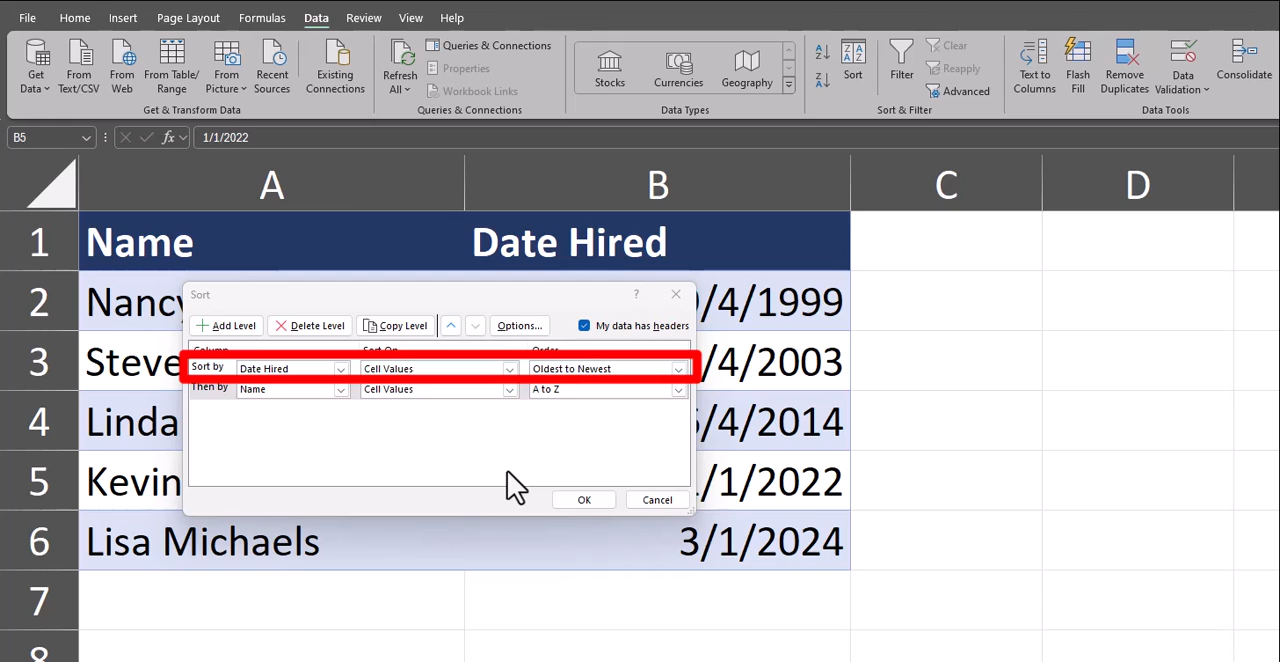 File Home Insert Page Layout Formulas Data Review View Help
Get Data From Text/CSV From Web From Table/ Range From Picture Recent Sources Existing Connections
Get & Transform Data
Refresh All Queries & Connections
Properties
Workbook Links
Queries & Connections
Stocks Currencies Geography
Data Types
Sort Filter Clear
Reapply
Advanced
Sort & Filter
Text to Columns Flash Fill Remove Duplicates Data Validation Consolidate
Data Tools
B5 fx 1/1/2022
A B C D
1 Name Date Hired
2 Nancy /4/1999
3 Steve /4/2003
4 Linda /4/2014
5 Kevin /1/2022
6 Lisa Michaels 3/1/2024
7
8
Sort ?
Add Level Delete Level Copy Level Options... My data has headers
Column Sort On Order
Sort by Date Hired Cell Values Oldest to Newest
Then by Name Cell Values A to Z
OK Cancel